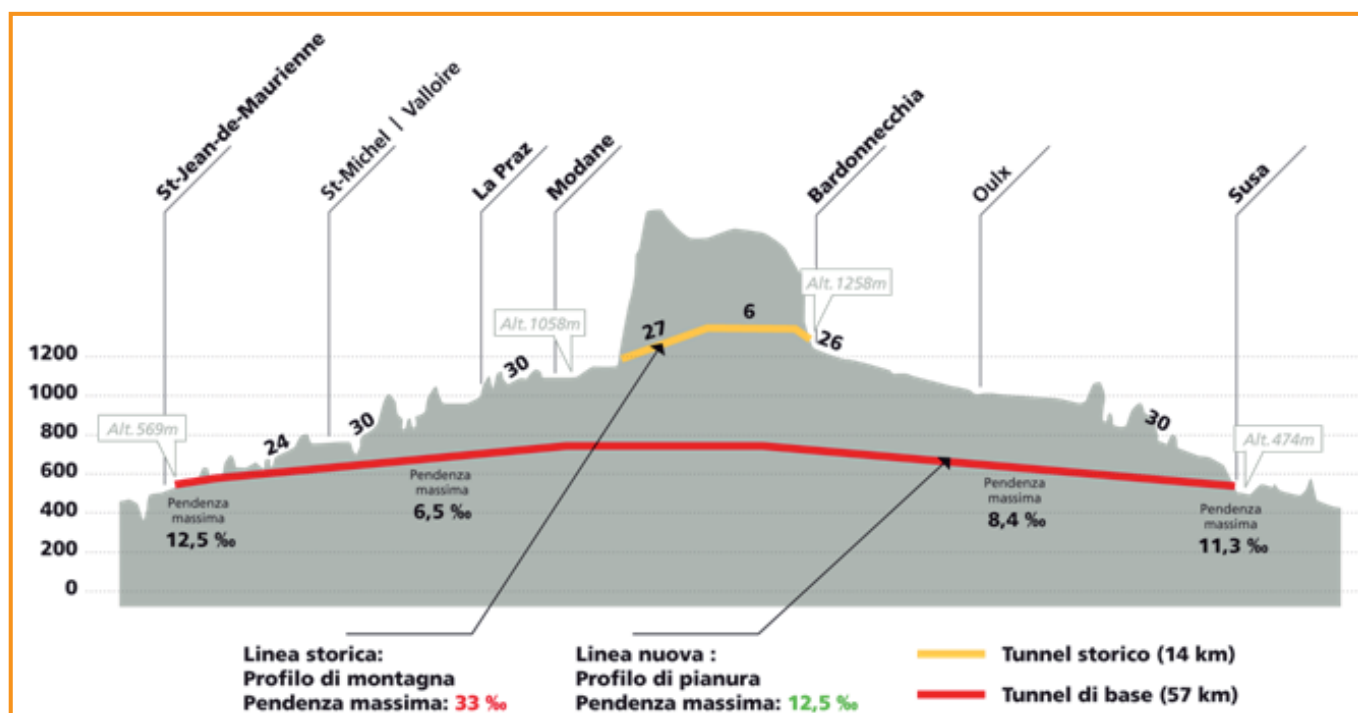 St-Jean-de-Maurienne
St-Michel | Valloire
La Praz
Modane
Bardonnecchia
Oulx
Susa
Alt.1258m
Alt.1058m
6
27
26
1200
30
1000
Alt.569m
30
30
Alt.474m
24
800
600
400
200
0
Pendenza
massima
12,5 ‰
Pendenza
massima
6,5 ‰
Pendenza
massima
8,4 ‰
Pendenza
massima
11,3 ‰
Linea storica:
Profilo di montagna
Pendenza massima: 33 ‰
Linea nuova :
Profilo di pianura
Pendenza massima: 12,5 ‰
Tunnel storico (14 km)
Tunnel di base (57 km)